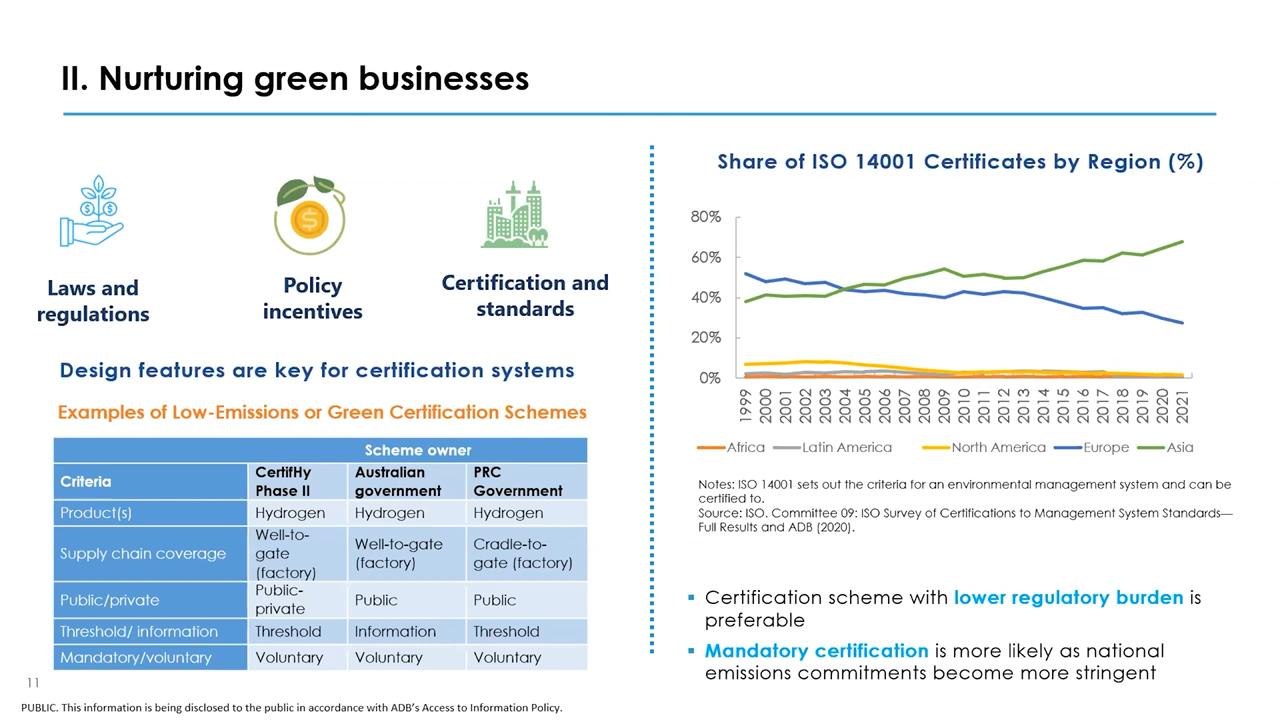 II. Nurturing green businesses
Laws and
regulations
Policy
incentives
Certification and
standards
Design features are key for certification systems
Examples of Low-Emissions or Green Certification Schemes
Scheme owner
Criteria
CertifHy
Phase II
Australian
government
PRC
Government
Product(s)
Hydrogen
Hydrogen
Hydrogen
Supply chain coverage
Well-to-
gate
(factory)
Well-to-gate
(factory)
Cradle-to-
gate (factory)
Public/private
Public-
private
Public
Public
Threshold/ information
Threshold
Information
Threshold
Mandatory/voluntary
Voluntary
Voluntary
Voluntary
Share of ISO 14001 Certificates by Region (%)
80%
60%
40%
20%
0%
1999
2000
2001
2002
2003
2004
2005
2006
2007
2008
2009
2010
2011
2012
2013
2014
2015
2016
2017
2018
2019
2020
2021
Africa
Latin America
North America
Europe
Asia
Notes: ISO 14001 sets out the criteria for an environmental management system and can be
certified to.
Source: ISO. Committee 09: ISO Survey of Certifications to Management System Standards—
Full Results and ADB (2020).
▪ Certification scheme with lower regulatory burden is
preferable
▪ Mandatory certification is more likely as national
emissions commitments become more stringent
11
PUBLIC. This information is being disclosed to the public in accordance with ADB's Access to Information Policy.